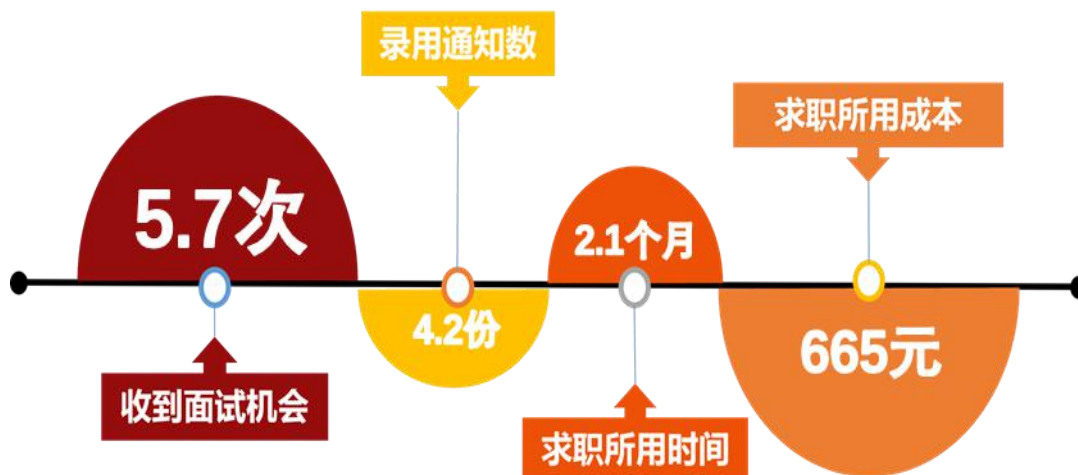 录用通知数
求职所用成本
5.7次
2.1个月
4.2份
665元
收到面试机会
求职所用时间